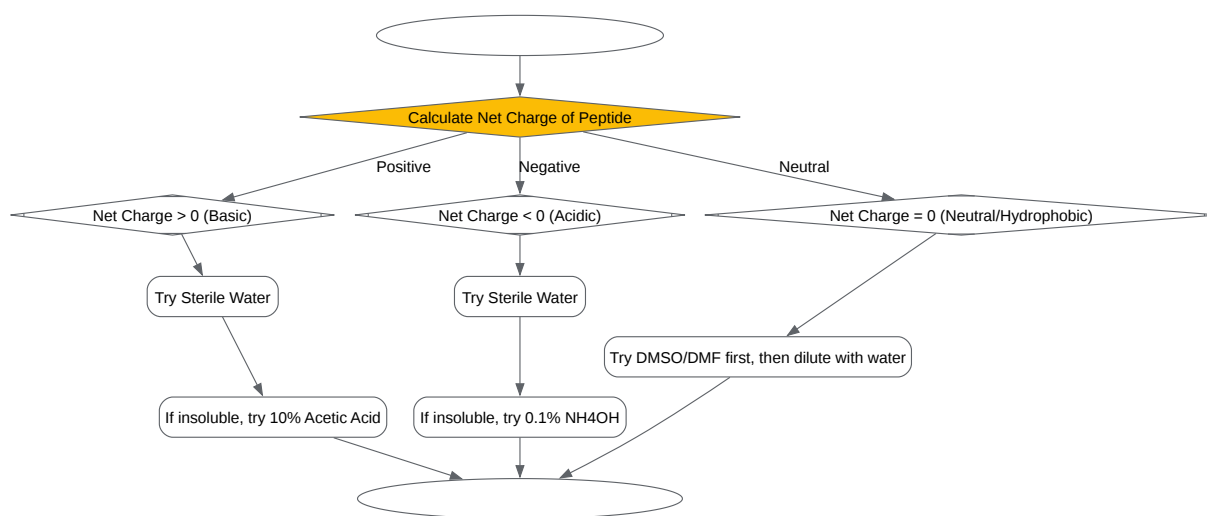 Calculate Net Charge of Peptide
Positive
Negative
Neutral
Net Charge > 0 (Basic)
Net Charge < 0 (Acidic)
Net Charge = 0 (Neutral/Hydrophobic)
Try Sterile Water
Try Sterile Water
Try DMSO/DMF first, then dilute with water
If insoluble, try 10% Acetic Acid
If insoluble, try 0.1% NH4OH